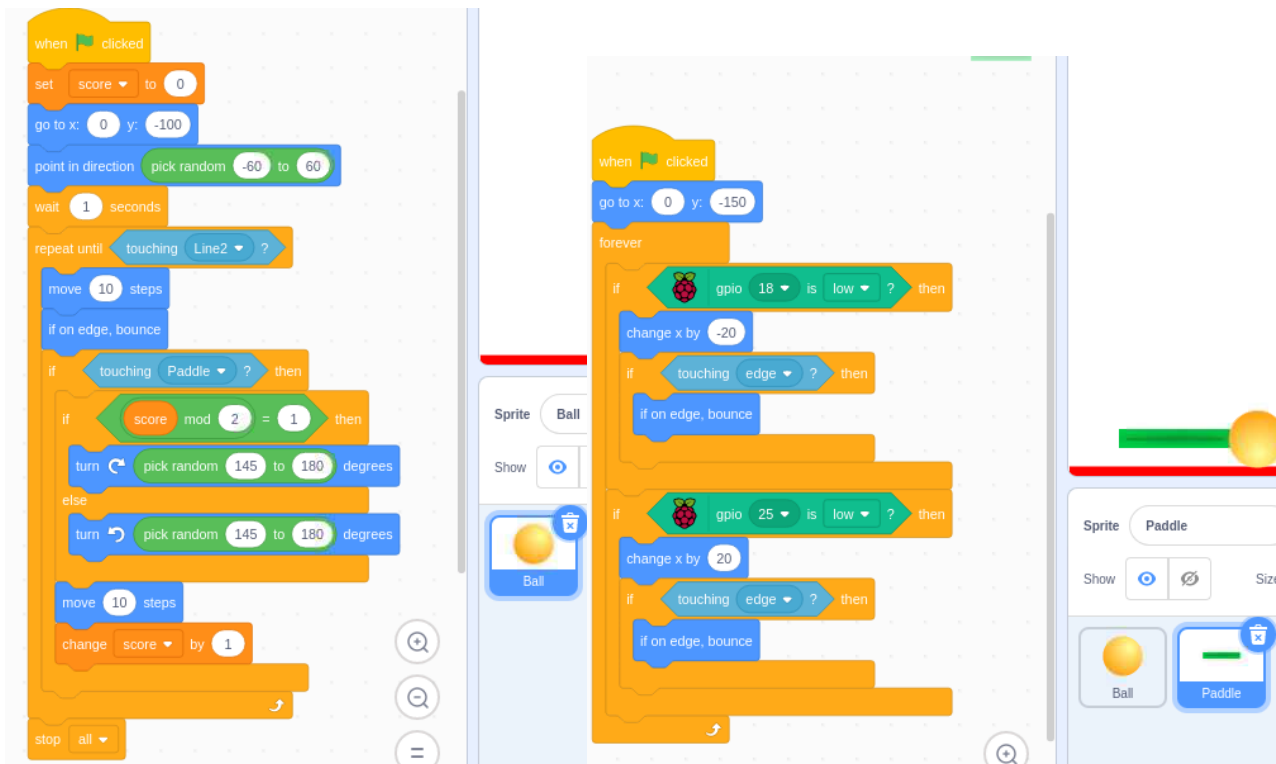 when clicked
set score to 0
go to x: 0 y: -100
point in direction pick random -60 to 60
wait 1 seconds
repeat until touching Line2 ?
move 10 steps
if on edge, bounce
if touching Paddle ? then
if score mod 2 = 1 then
turn pick random 145 to 180 degrees
else
turn pick random 145 to 180 degrees
move 10 steps
change score by 1
stop all
Sprite Ball
Show
Ball
when clicked
go to x: 0 y: -150
forever
if gpio 18 is low ? then
change x by -20
if touching edge ? then
if on edge, bounce
if gpio 25 is low ? then
change x by 20
if touching edge ? then
if on edge, bounce
Sprite Paddle
Show Size
Ball Paddle